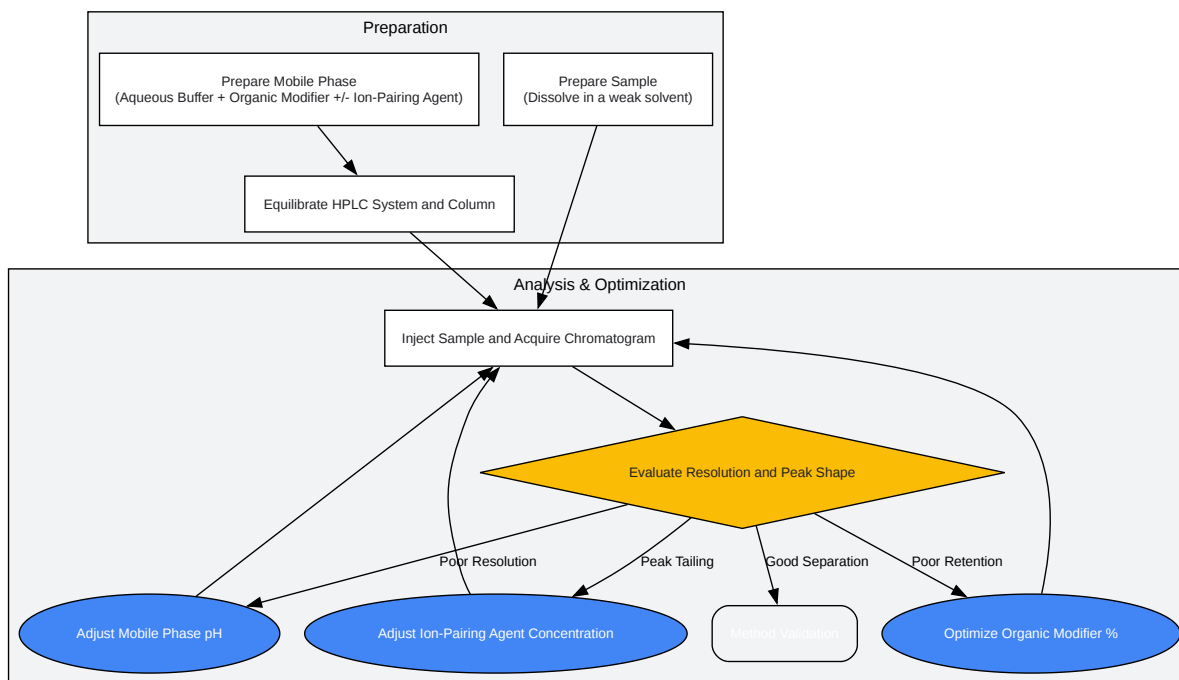 Preparation
Prepare Mobile Phase
(Aqueous Buffer + Organic Modifier +/- Ion-Pairing Agent)
Prepare Sample
(Dissolve in a weak solvent)
Equilibrate HPLC System and Column
Analysis & Optimization
Inject Sample and Acquire Chromatogram
Evaluate Resolution and Peak Shape
Poor Resolution
Peak Tailing
Good Separation
Poor Retention
Adjust Mobile Phase pH
Adjust Ion-Pairing Agent Concentration
Method Validation
Optimize Organic Modifier %